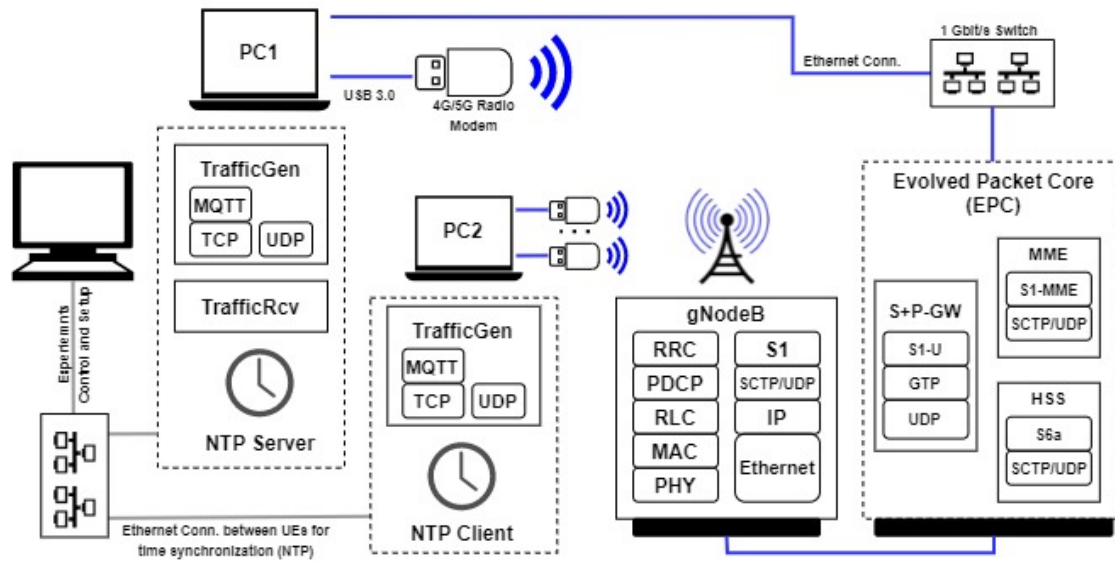 PC1
USB 3.0
4G/5G Radio
Modem
Ethernet Conn.
1 Gbit/s Switch
TrafficGen
MQTT
TCP
UDP
TrafficRcv
NTP Server
Experiments
Control and Setup
PC2
TrafficGen
MQTT
TCP
UDP
NTP Client
Ethernet Conn. between UEs for
time synchronization (NTP)
gNodeB
RRC
PDCP
RLC
MAC
PHY
S1
SCTP/UDP
IP
Ethernet
Evolved Packet Core
(EPC)
S+P-GW
S1-U
GTP
UDP
MME
S1-MME
SCTP/UDP
HSS
S6a
SCTP/UDP